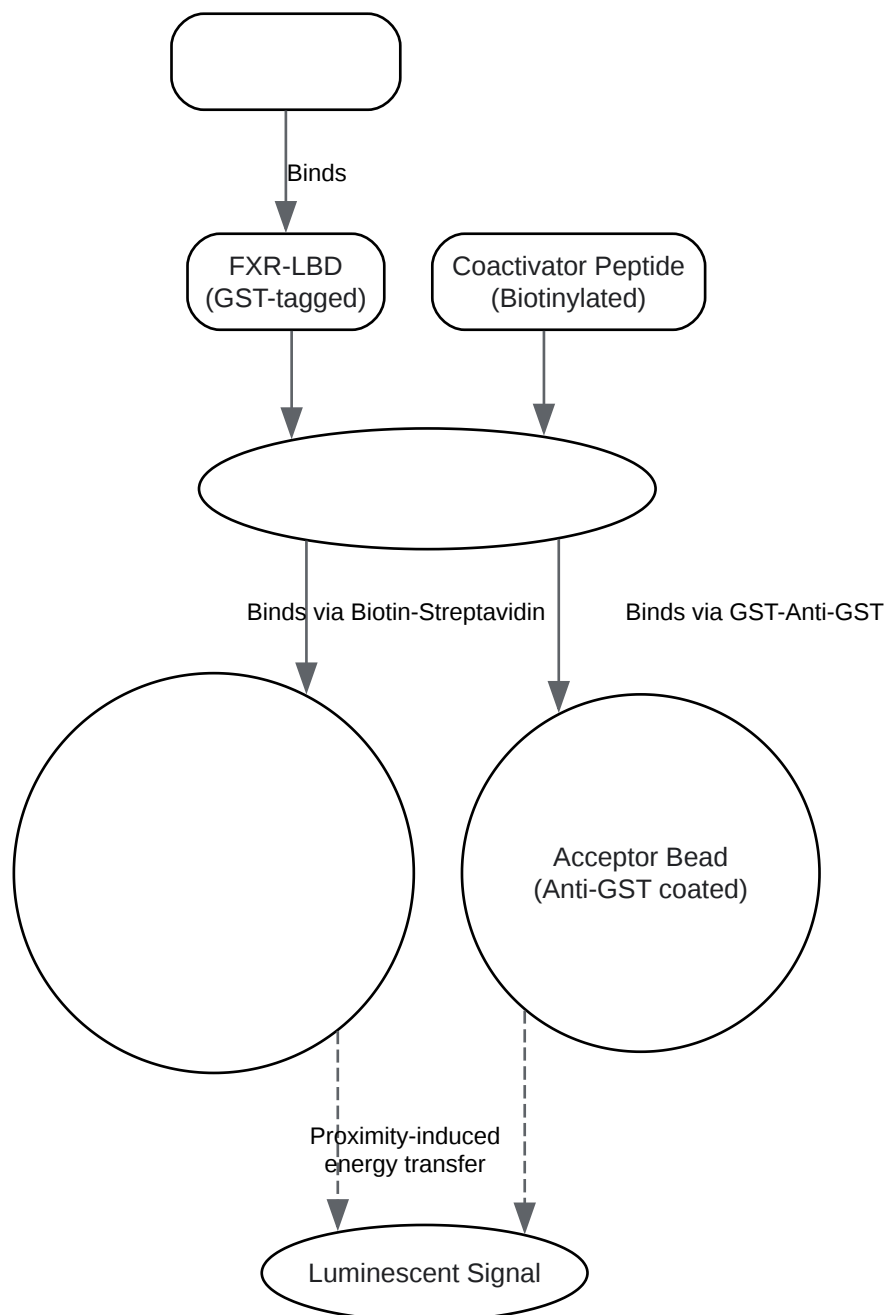 Binds
FXR-LBD
(GST-tagged)
Coactivator Peptide
(Biotinylated)
Binds via Biotin-Streptavidin
Binds via GST-Anti-GST
Acceptor Bead
(Anti-GST coated)
Proximity-induced
energy transfer
Luminescent Signal